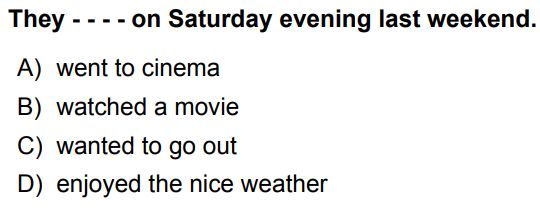 They - - - - on Saturday evening last weekend.
A) went to cinema
B) watched a movie
C) wanted to go out
D) enjoyed the nice weather